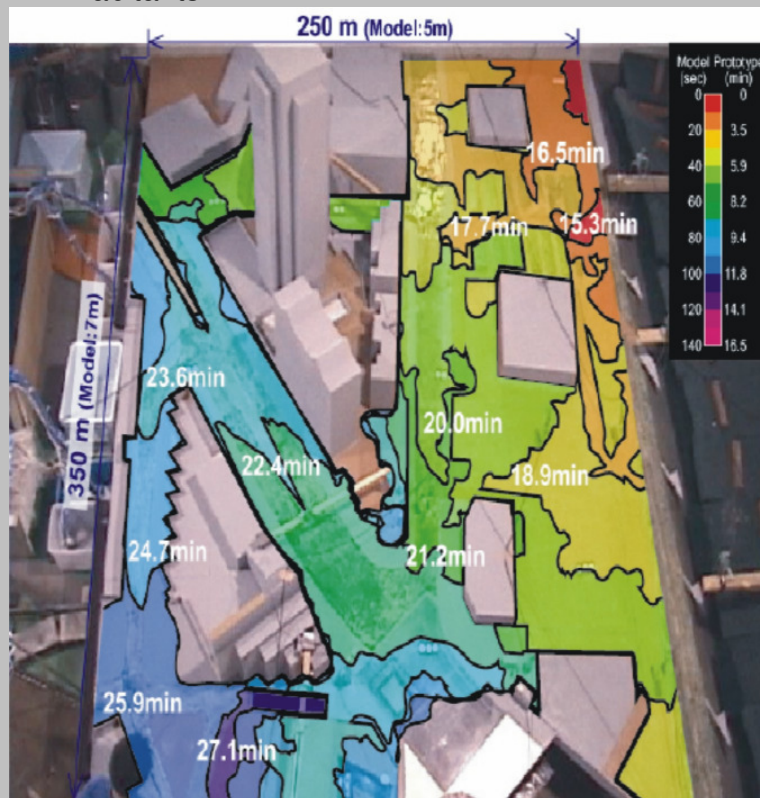 250 m (Model:5m)
350 m (Model:7m)
Model Prototype
(sec) (min)
0 0
20 3.5
40 5.9
60 8.2
80 9.4
100 11.8
120 14.1
140 16.5
16.5min
17.7min
15.3min
23.6min
20.0min
22.4min
18.9min
24.7min
21.2min
25.9min
27.1min